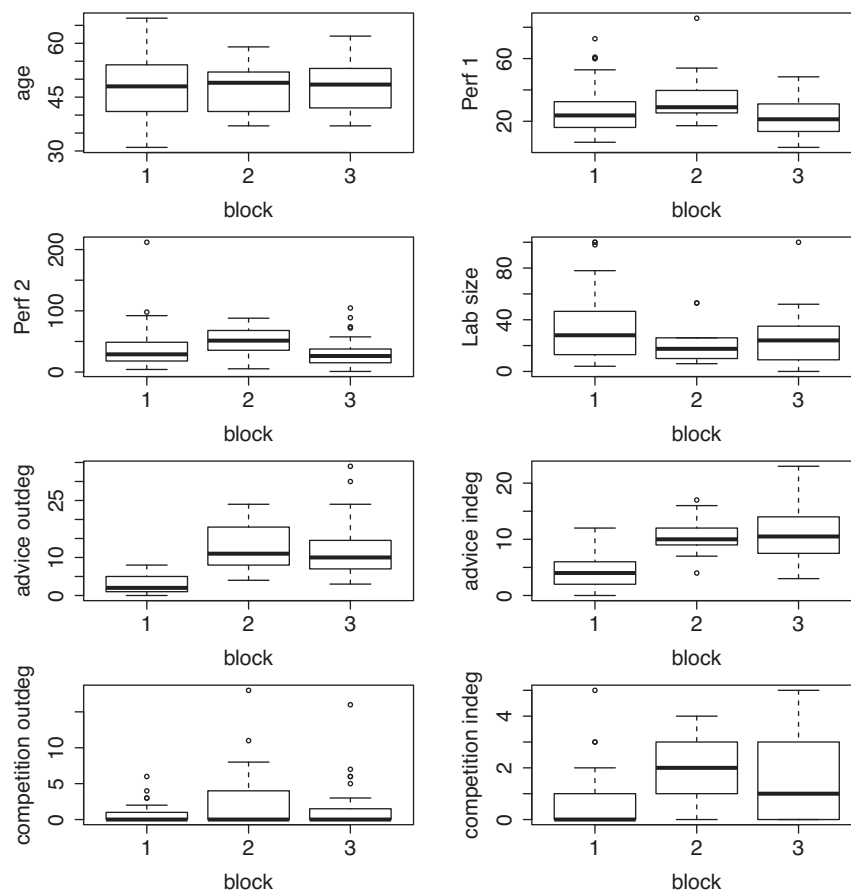 age
30 45 60
1 2 3
block
Perf 1
20 60
1 2 3
block
Perf 2
0 100 200
1 2 3
block
Lab size
0 40 80
1 2 3
block
advice outdeg
0 10 25
1 2 3
block
advice indeg
0 10 20
1 2 3
block
competition outdeg
0 5 10
1 2 3
block
competition indeg
0 2 4
1 2 3
block